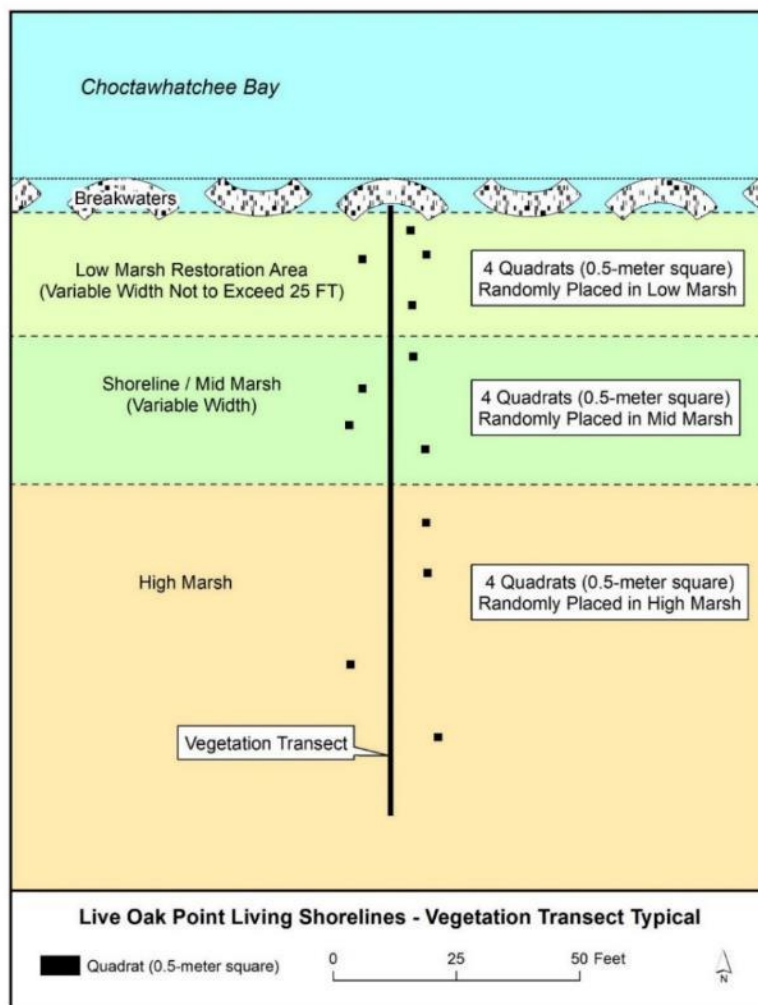 Choctawhatchee Bay
Breakwaters
Low Marsh Restoration Area
(Variable Width Not to Exceed 25 FT)
4 Quadrats (0.5-meter square)
Randomly Placed in Low Marsh
Shoreline / Mid Marsh
(Variable Width)
4 Quadrats (0.5-meter square)
Randomly Placed in Mid Marsh
High Marsh
4 Quadrats (0.5-meter square)
Randomly Placed in High Marsh
Vegetation Transect
Live Oak Point Living Shorelines - Vegetation Transect Typical
Quadrat (0.5-meter square)
0 25 50 Feet
N